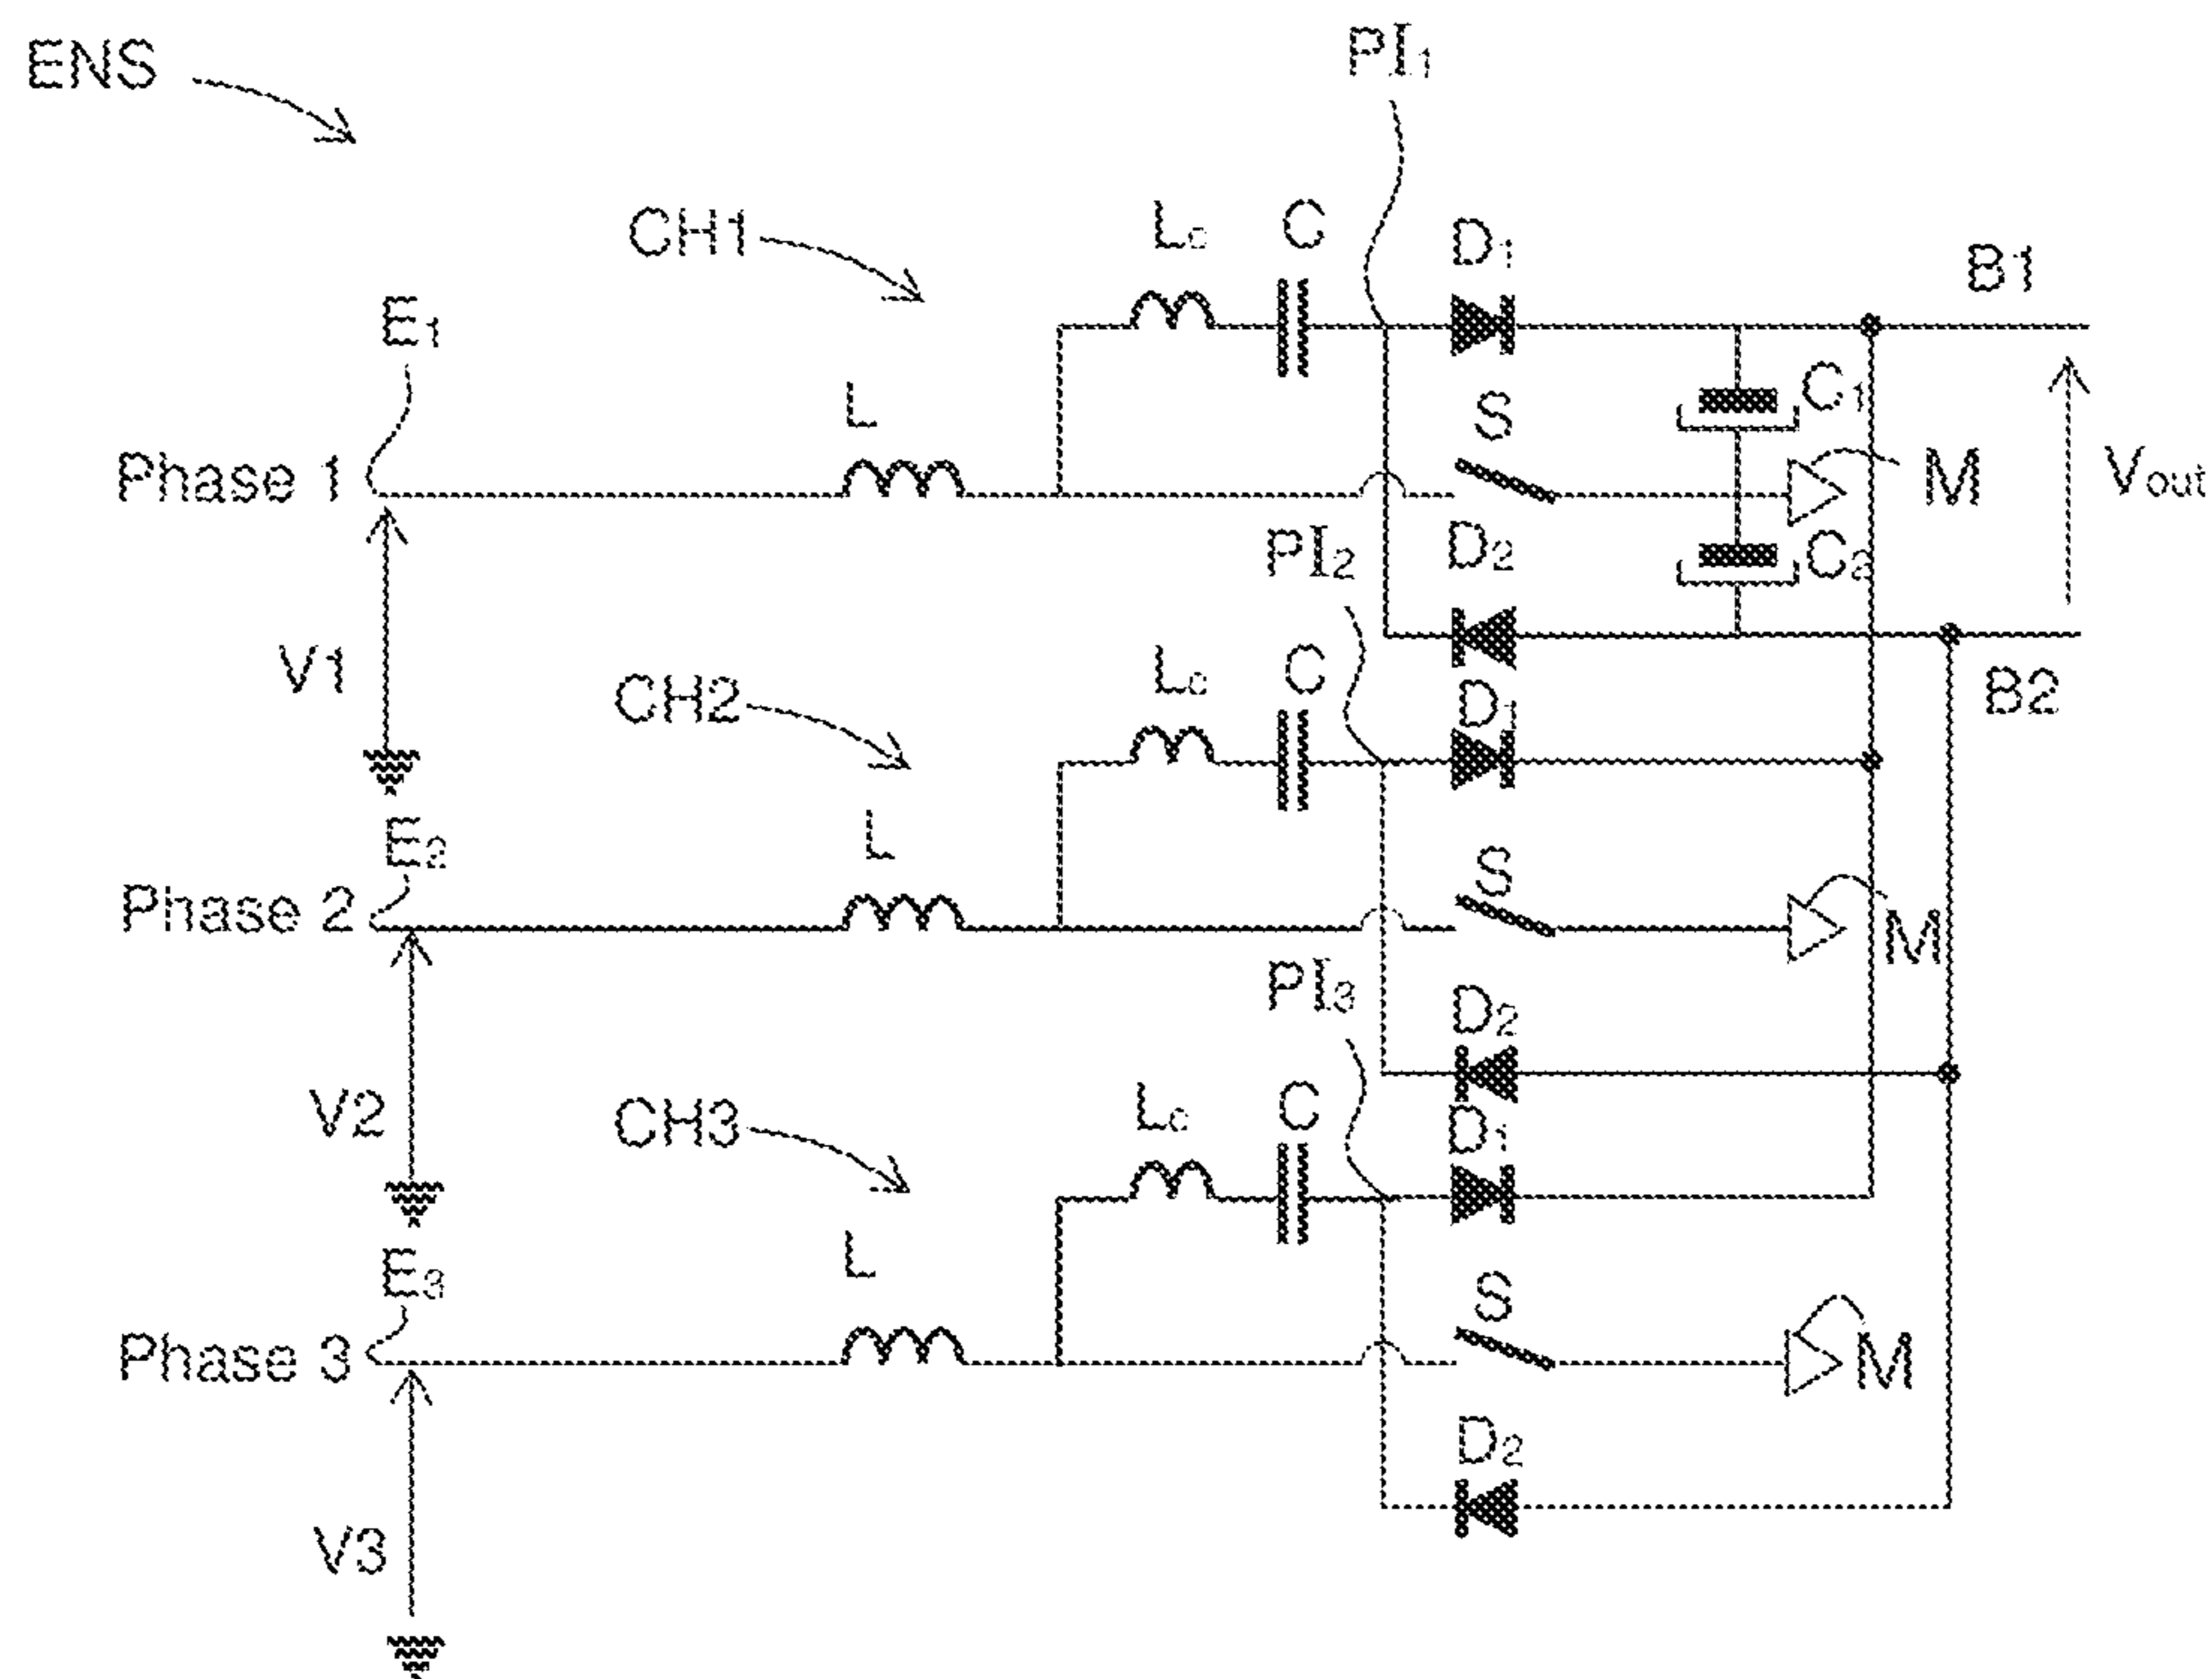 ENS
PI1
CH1
Lc
C
D1
B1
E1
L
S
C1
Phase 1
M
Vout
PI2
D2
C2
V1
CH2
Lc
C
D1
B2
E2
L
S
Phase 2
M
PI3
D2
V2
CH3
Lc
C
D1
E3
L
S
Phase 3
M
D2
V3